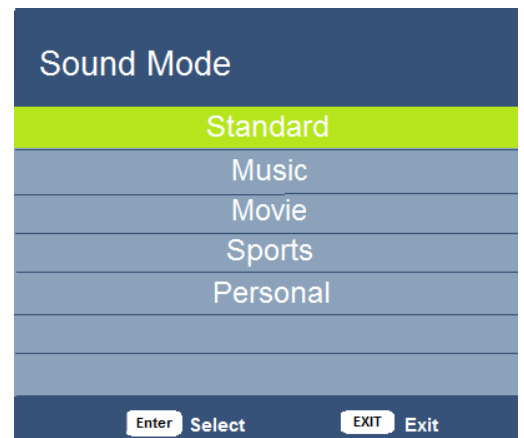 Sound Mode
Standard
Music
Movie
Sports
Personal
Enter Select EXIT Exit